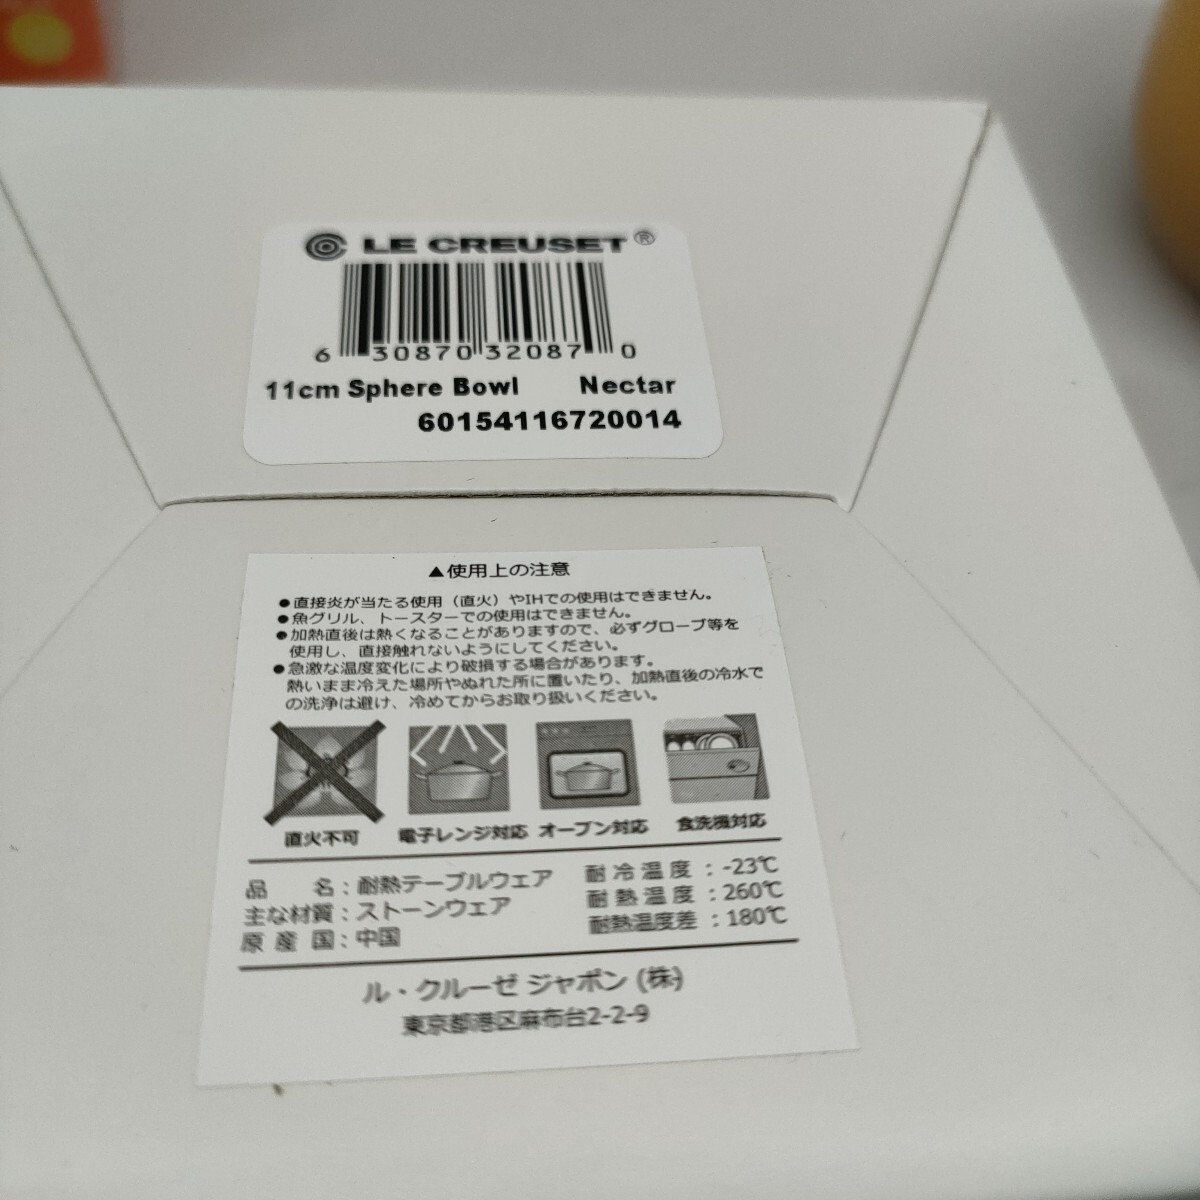 LE CREUSET®
6 30870 32087 0
11cm Sphere Bowl Nectar
60154116720014
▲使用上の注意
●直接炎が当たる使用（直火）やIHでの使用はできません。
●魚グリル、トースターでの使用はできません。
●加熱直後は熱くなることがありますので、必ずグローブ等を
使用し、直接触れないようにしてください。
●急激な温度変化により破損する場合があります。
熱いまま冷えた場所やぬれた所に置いたり、加熱直後の冷水で
の洗浄は避け、冷めてからお取り扱いください。
直火不可 電子レンジ対応 オーブン対応 食洗機対応
品名：耐熱テーブルウェア 耐冷温度：-23℃
主な材質：ストーンウェア 耐熱温度：260℃
原産国：中国 耐熱温度差：180℃
ル・クルーゼ ジャポン (株)
東京都港区麻布台2-2-9